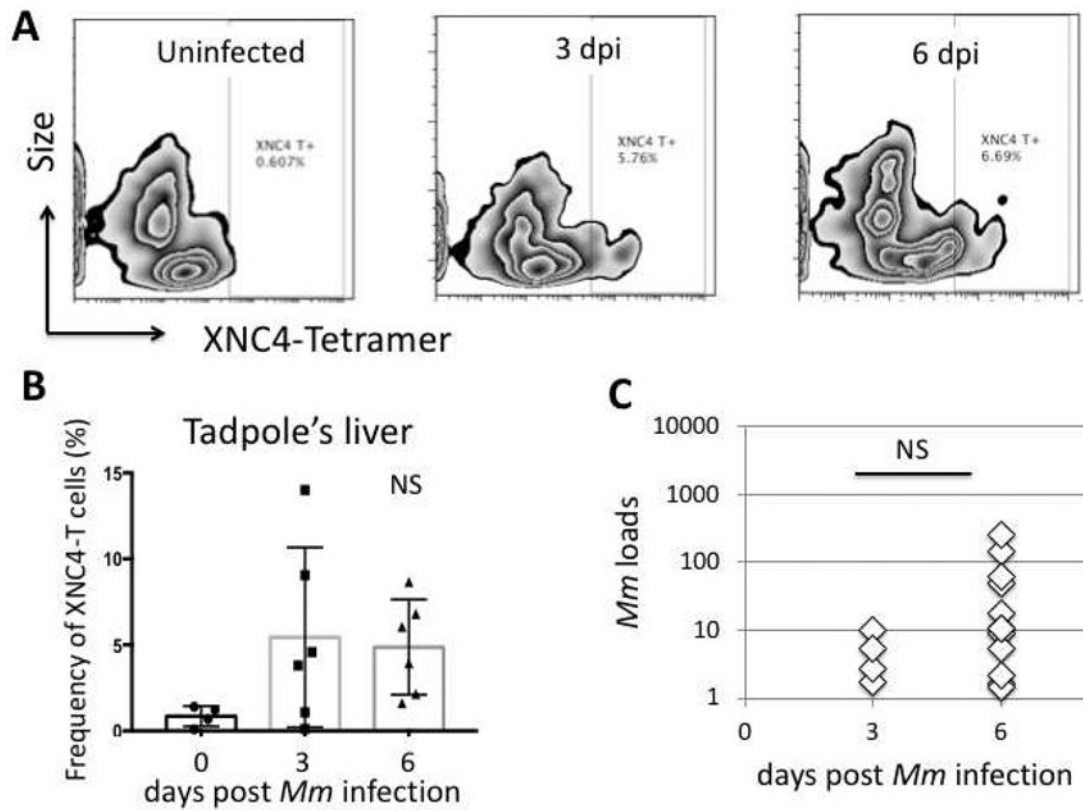 A
Uninfected
3 dpi
6 dpi
XNC4 T+
0.607%
XNC4 T+
5.76%
XNC4 T+
6.69%
Size
XNC4-Tetramer
B
Tadpole's liver
Frequency of XNC4-T cells (%)
15
10
5
0
NS
0
3
6
days post Mm infection
C
Mm loads
10000
1000
100
10
1
NS
0
3
6
days post Mm infection